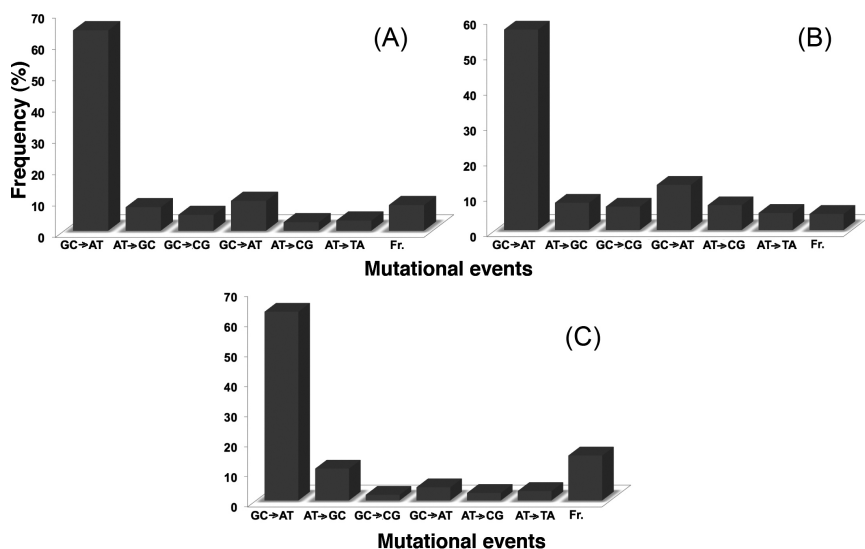 (A)
Frequency (%)
70
60
50
40
30
20
10
0
GC→AT AT→GC GC→CG GC→AT AT→CG AT→TA Fr.
(B)
60
50
40
30
20
10
0
GC→AT AT→GC GC→CG GC→AT AT→CG AT→TA Fr.
Mutational events
(C)
70
60
50
40
30
20
10
0
GC→AT AT→GC GC→CG GC→AT AT→CG AT→TA Fr.
Mutational events